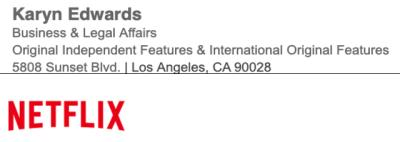 Karyn Edwards
Business & Legal Affairs
Original Independent Features & International Original Features
5808 Sunset Blvd. | Los Angeles, CA 90028
NETFLIX